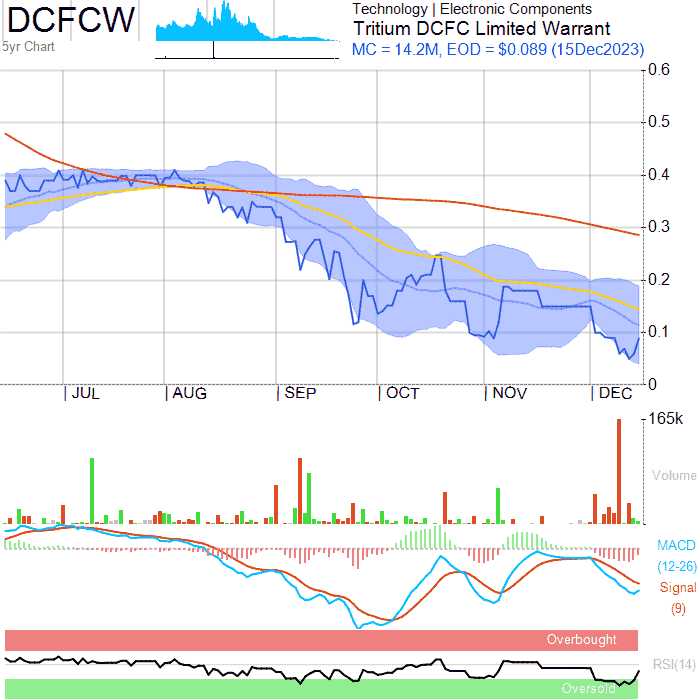 DCFCW
5yr Chart
Technology | Electronic Components
Tritium DCFC Limited Warrant
MC = 14.2M, EOD = $0.089 (15Dec2023)
0.6
0.5
0.4
0.3
0.2
0.1
0
| JUL | AUG | SEP | OCT | NOV | DEC
165k
Volume
MACD
(12-26)
Signal
(9)
Overbought
RSI(14)
Oversold